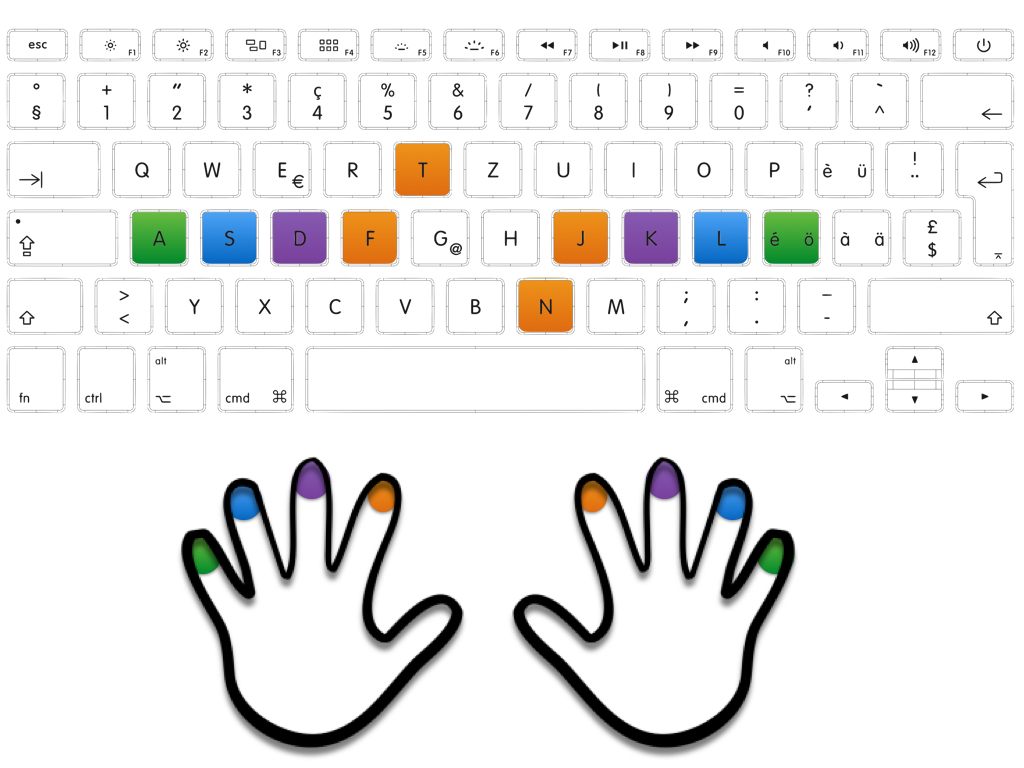 esc F1 F2 F3 F4 F5 F6 F7 F8 F9 F10 F11 F12
° + “ * ç % & / ( ) = ? `
§ 1 2 3 4 5 6 7 8 9 0 ‘ ^ ←
→| Q W E € R T Z U I O P è ü ! ¨
A S D F G @ J K L é ö à ä £ $
> < Y X C V B N M ; , : . – -
fn ctrl alt ⌥ cmd ⌘ ⌘ cmd alt ⌥ ◄ ▲ ▼ ►